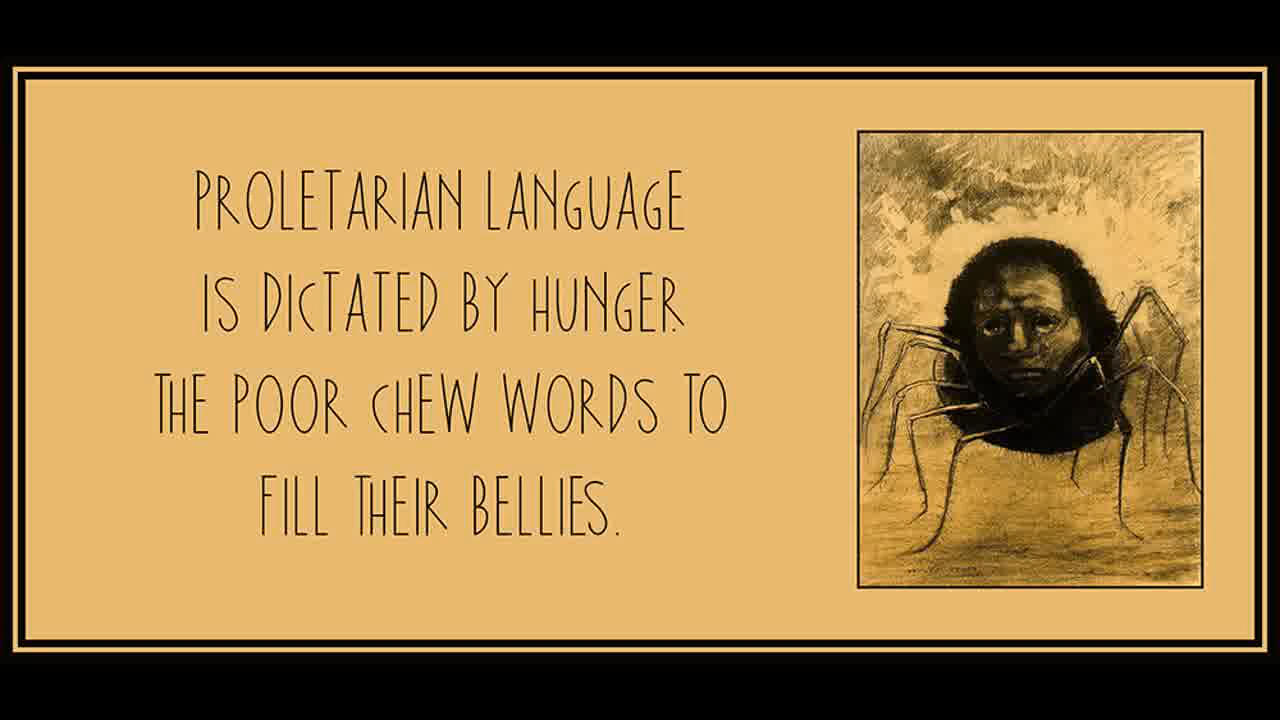 PROLETARIAN LANGUAGE
IS DICTATED BY HUNGER.
THE POOR CHEW WORDS TO
FILL THEIR BELLIES.